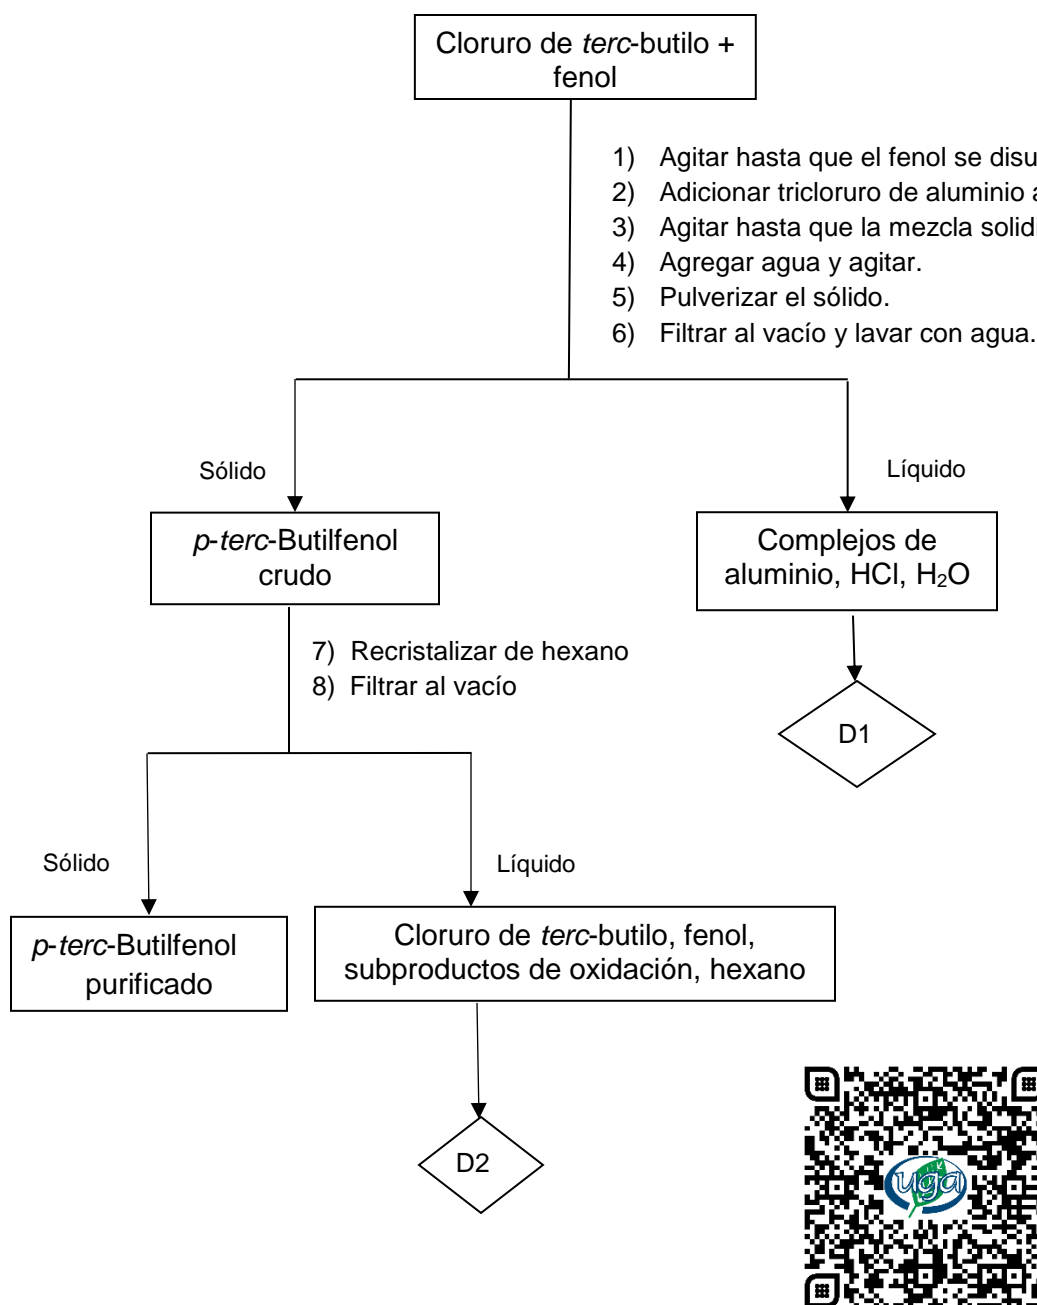 Cloruro de terc-butilo +
fenol
1) Agitar hasta que el fenol se disu
2) Adicionar tricloruro de aluminio a
3) Agitar hasta que la mezcla solidi
4) Agregar agua y agitar.
5) Pulverizar el sólido.
6) Filtrar al vacío y lavar con agua.
Sólido
Líquido
p-terc-Butilfenol
crudo
Complejos de
aluminio, HCl, H₂O
7) Recristalizar de hexano
8) Filtrar al vacío
D1
Sólido
Líquido
p-terc-Butilfenol
purificado
Cloruro de terc-butilo, fenol,
subproductos de oxidación, hexano
D2
uga